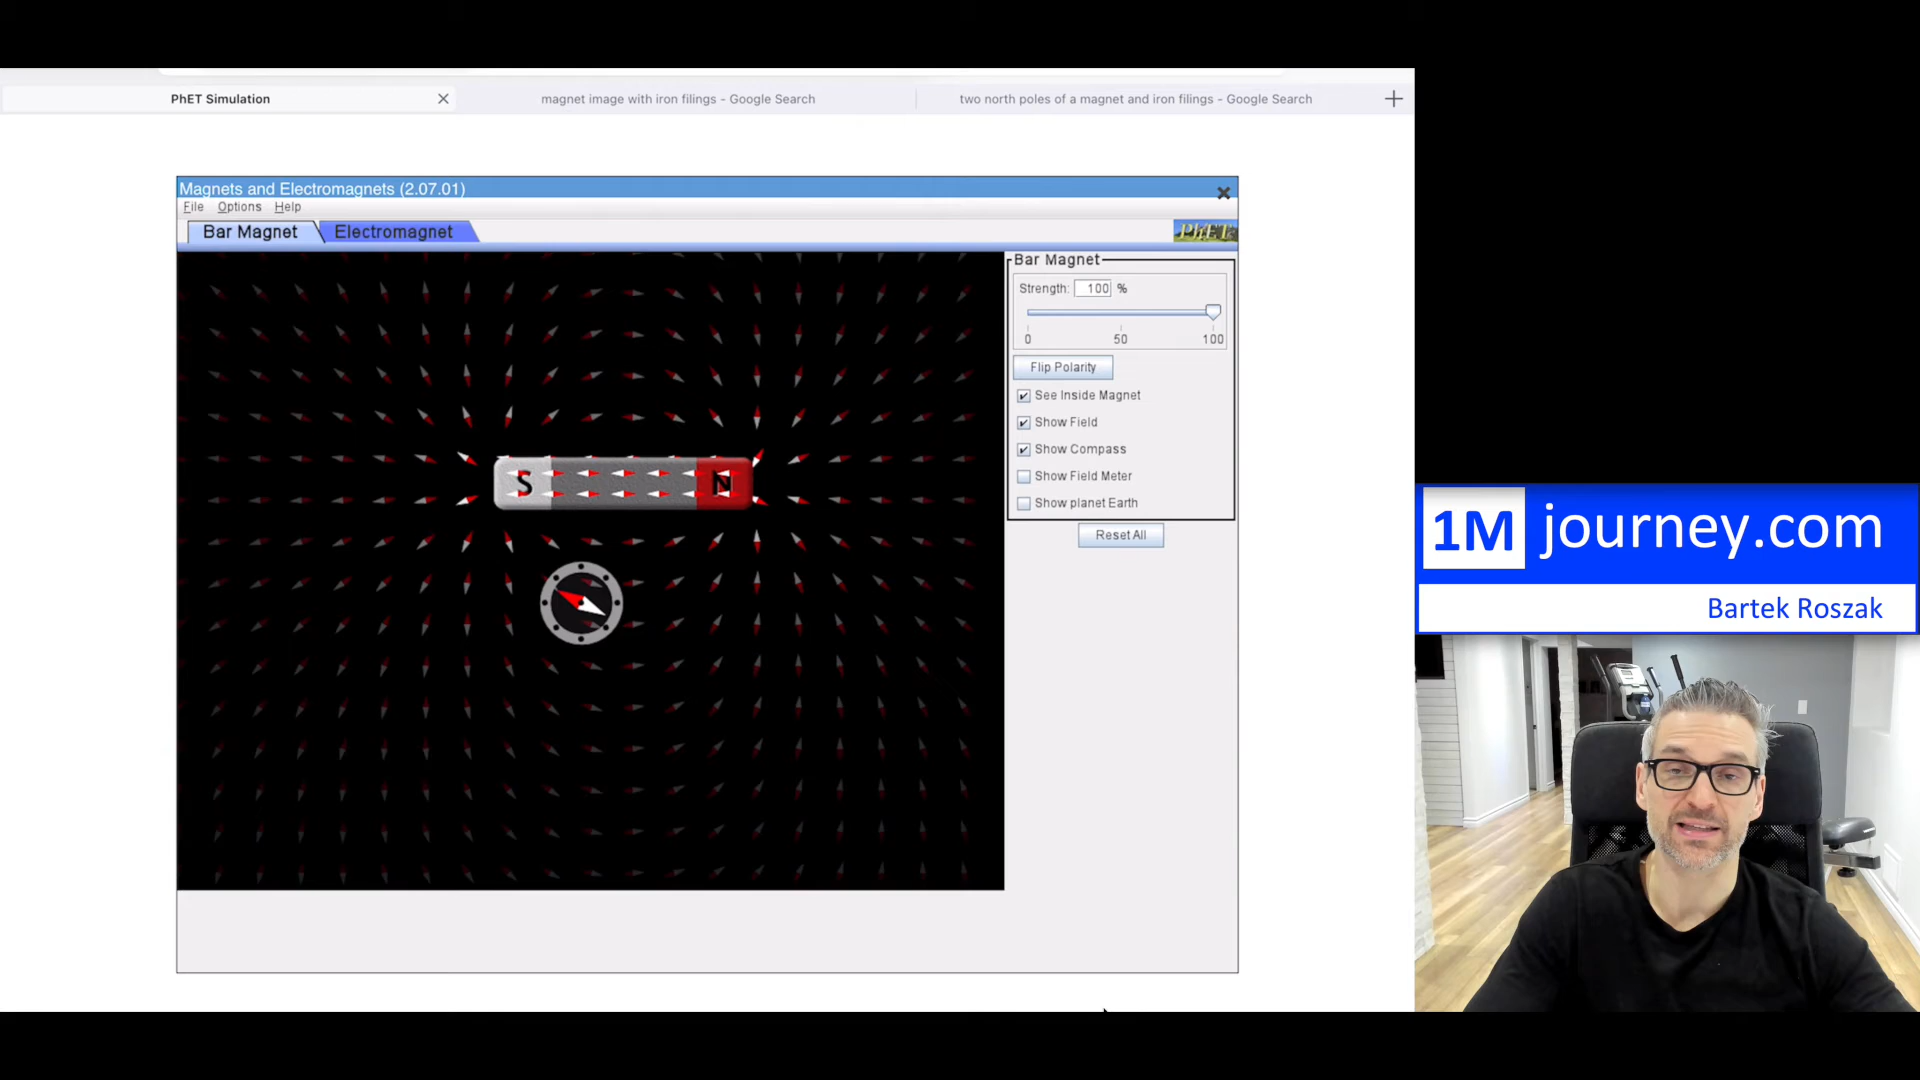 PhET Simulation
magnet image with iron filings - Google Search
two north poles of a magnet and iron filings - Google Search
Magnets and Electromagnets (2.07.01)
File Options Help
Bar Magnet
Electromagnet
PhET
Bar Magnet
Strength: 100 %
0 50 100
Flip Polarity
See Inside Magnet
Show Field
Show Compass
Show Field Meter
Show planet Earth
Reset All
S
N
1M journey.com
Bartek Roszak